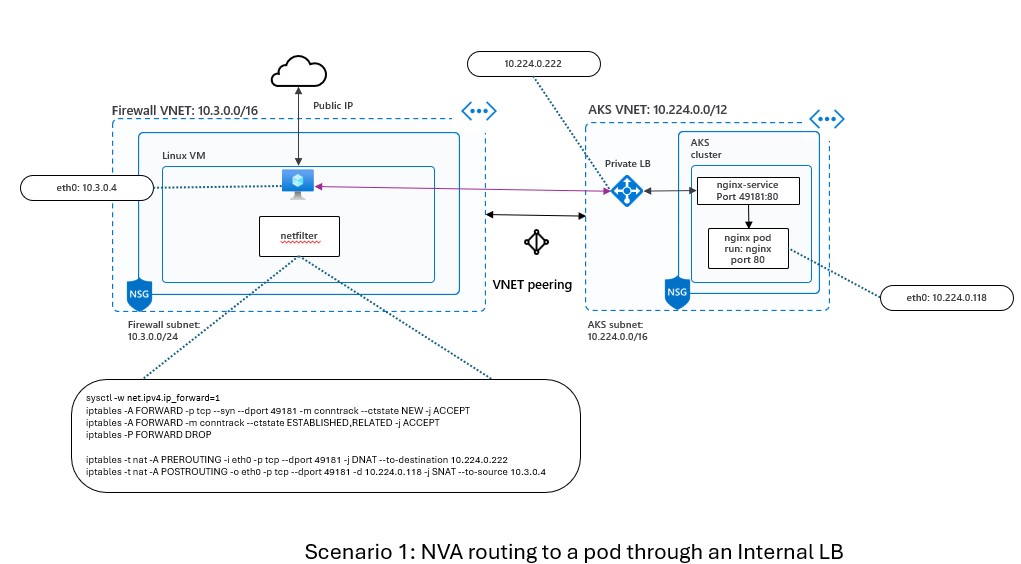 10.224.0.222
Public IP
Firewall VNET: 10.3.0.0/16
AKS VNET: 10.224.0.0/12
Linux VM
AKS
cluster
Private LB
eth0: 10.3.0.4
nginx-service
Port 49181:80
netfilter
nginx pod
run: nginx
port 80
VNET peering
NSG
NSG
eth0: 10.224.0.118
Firewall subnet:
10.3.0.0/24
AKS subnet:
10.224.0.0/16
sysctl -w net.ipv4.ip_forward=1
iptables -A FORWARD -p tcp --syn --dport 49181 -m conntrack --ctstate NEW -j ACCEPT
iptables -A FORWARD -m conntrack --ctstate ESTABLISHED,RELATED -j ACCEPT
iptables -P FORWARD DROP
iptables -t nat -A PREROUTING -i eth0 -p tcp --dport 49181 -j DNAT --to-destination 10.224.0.222
iptables -t nat -A POSTROUTING -o eth0 -p tcp --dport 49181 -d 10.224.0.118 -j SNAT --to-source 10.3.0.4
Scenario 1: NVA routing to a pod through an Internal LB